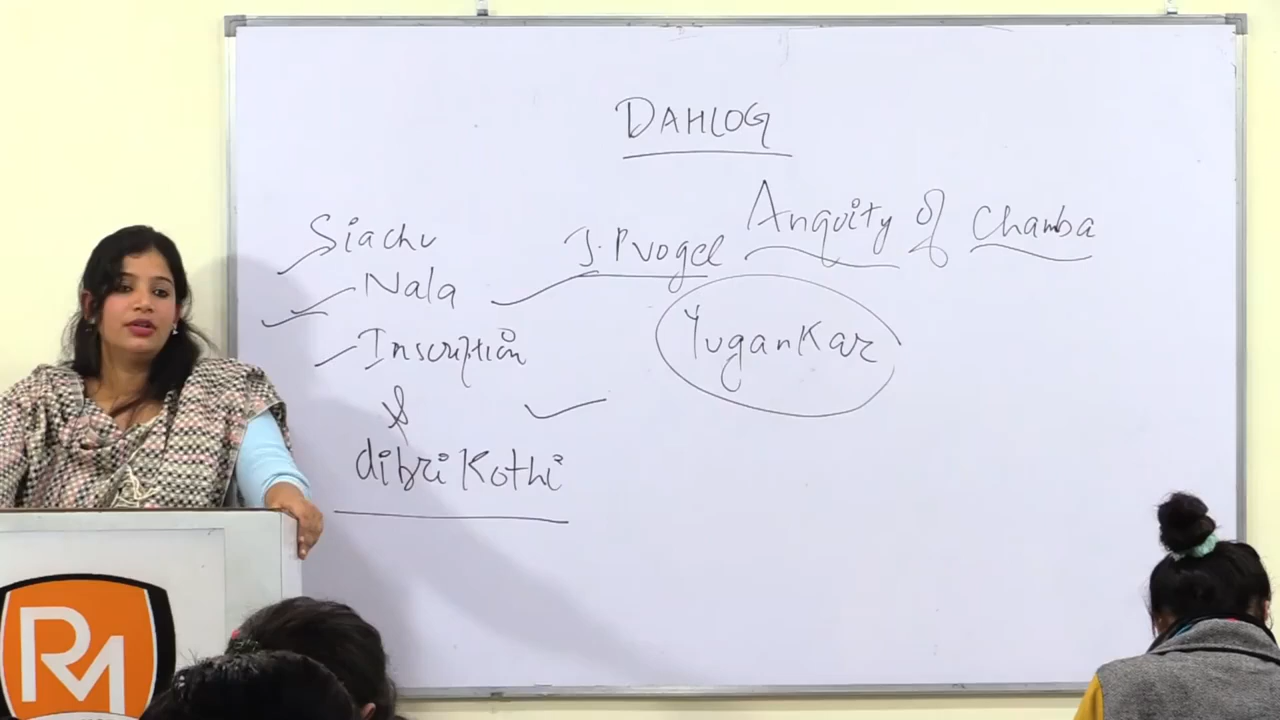 DAHLOG
Siachu
Nala
Inscription
&
dibri Kothi
J. P vogel
Anquity of Chamba
Yugankar
RM